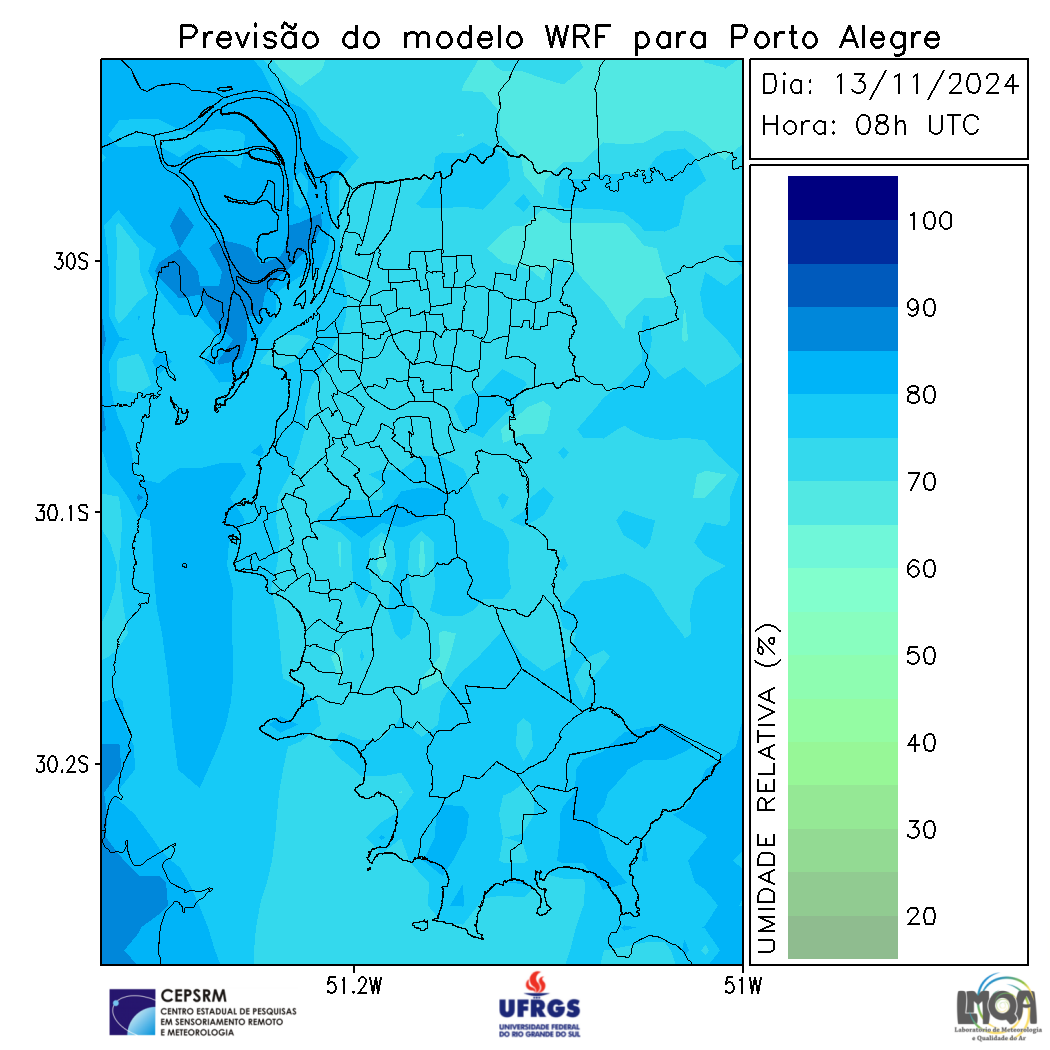 Previsão do modelo WRF para Porto Alegre
Dia: 13/11/2024
Hora: 08h UTC
30S
30.1S
30.2S
51.2W
51W
100
90
80
70
60
50
40
30
20
UMIDADE RELATIVA (%)
CEPSRM
CENTRO ESTADUAL DE PESQUISAS
EM SENSORIAMENTO REMOTO
E METEOROLOGIA
UFRGS
UNIVERSIDADE FEDERAL
DO RIO GRANDE DO SUL
LMQA
Laboratório de Meteorologia
e Qualidade do Ar